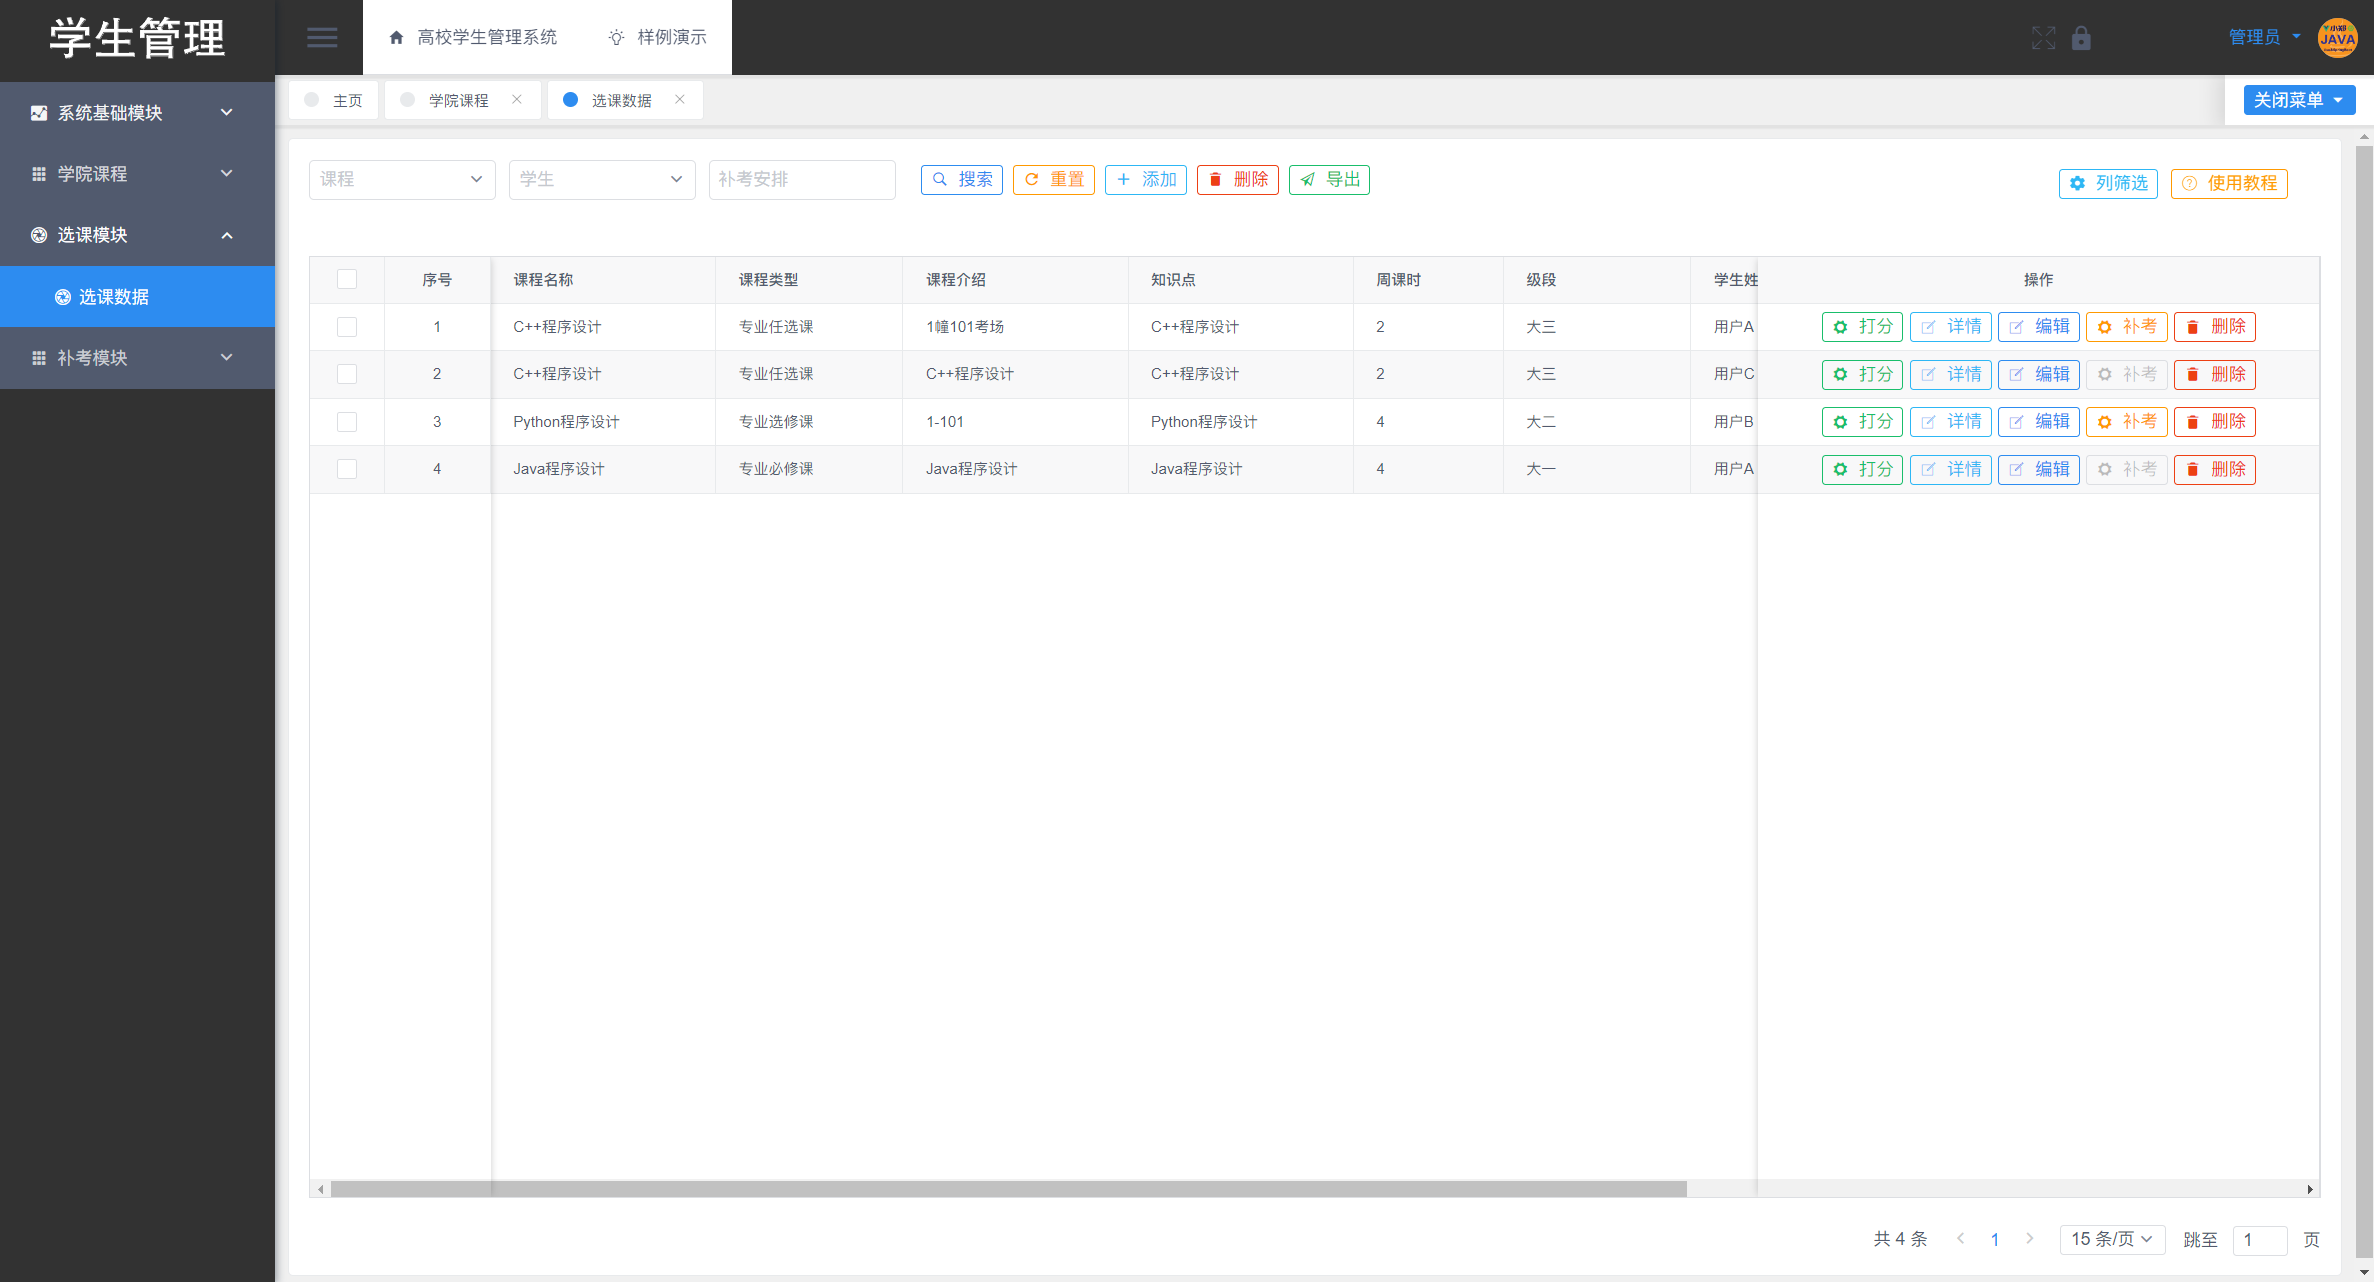 学生管理
高校学生管理系统
样例演示
管理员
JAVA
系统基础模块
学院课程
选课模块
选课数据
补考模块
主页
学院课程
选课数据
关闭菜单
课程
学生
补考安排
搜索
重置
添加
删除
导出
列筛选
使用教程
序号 课程名称 课程类型 课程介绍 知识点 周课时 级段 学生姓 操作
1 C++程序设计 专业任选课 1幢101考场 C++程序设计 2 大三 用户A 打分 详情 编辑 补考 删除
2 C++程序设计 专业任选课 C++程序设计 C++程序设计 2 大三 用户C 打分 详情 编辑 补考 删除
3 Python程序设计 专业选修课 1-101 Python程序设计 4 大二 用户B 打分 详情 编辑 补考 删除
4 Java程序设计 专业必修课 Java程序设计 Java程序设计 4 大一 用户A 打分 详情 编辑 补考 删除
共 4 条 1 15 条/页 跳至 1 页